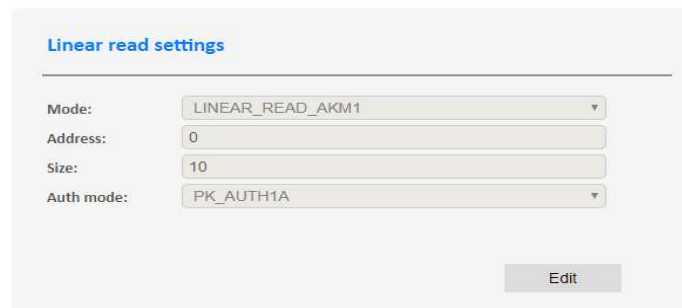 Linear read settings
Mode: LINEAR_READ_AKM1
Address: 0
Size: 10
Auth mode: PK_AUTH1A
Edit